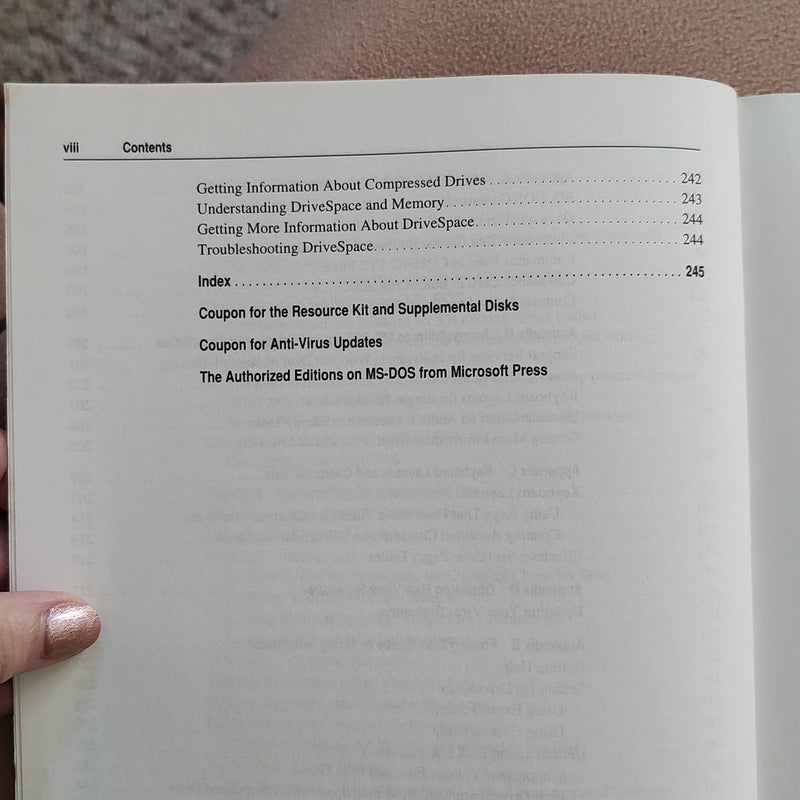 viii Contents
Getting Information About Compressed Drives . . . . . . . . . . . . . . . . . . . . . . . . . . 242
Understanding DriveSpace and Memory . . . . . . . . . . . . . . . . . . . . . . . . . . . . . . . . 243
Getting More Information About DriveSpace . . . . . . . . . . . . . . . . . . . . . . . . . . . . 244
Troubleshooting DriveSpace . . . . . . . . . . . . . . . . . . . . . . . . . . . . . . . . . . . . . . . . . 244
Index . . . . . . . . . . . . . . . . . . . . . . . . . . . . . . . . . . . . . . . . . . . . . . . . . . . . . . . . . . . 245
Coupon for the Resource Kit and Supplemental Disks
Coupon for Anti-Virus Updates
The Authorized Editions on MS-DOS from Microsoft Press